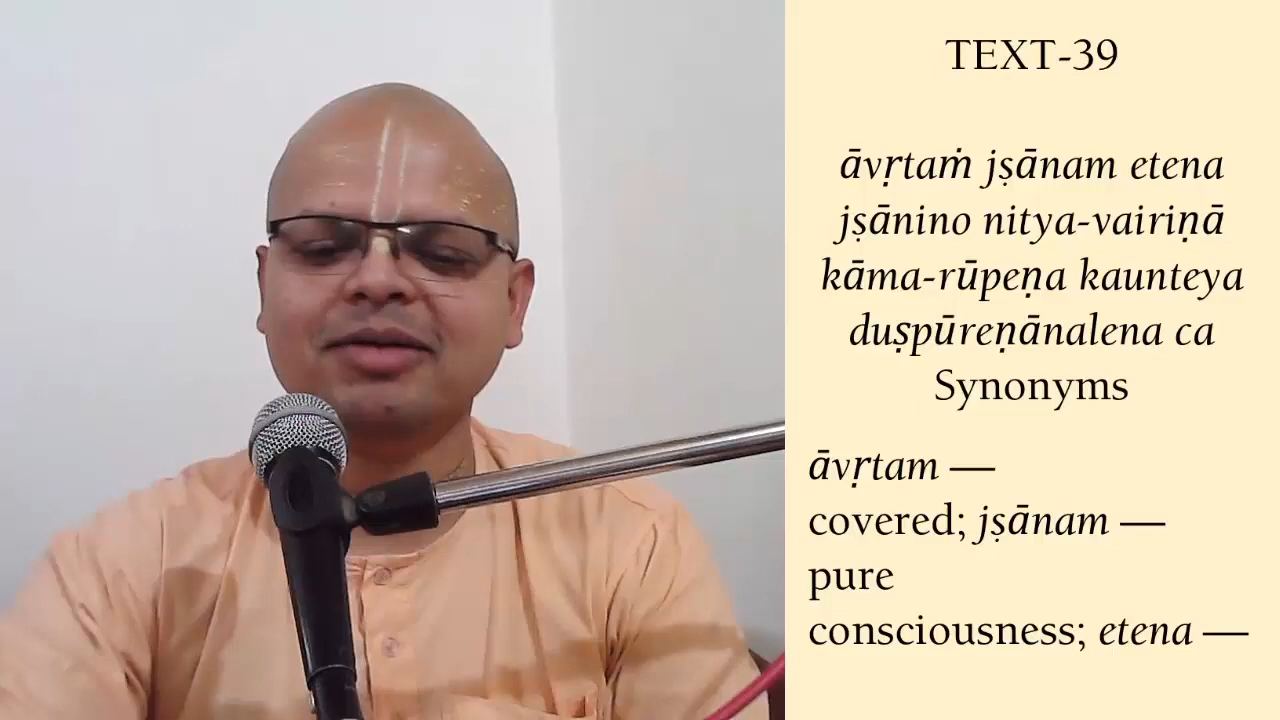 TEXT-39
āvṛtaṁ jṣānam etena
jṣānino nitya-vairiṇā
kāma-rūpeṇa kaunteya
duṣpūreṇānalena ca
Synonyms
āvṛtam —
covered; jṣānam —
pure
consciousness; etena —